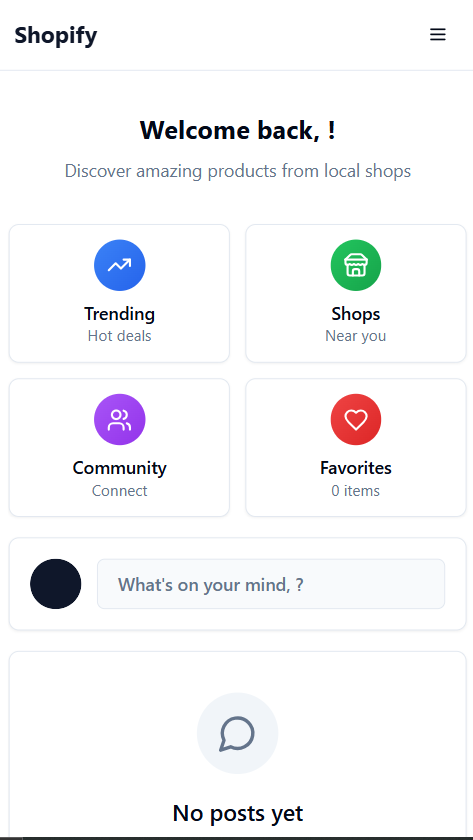 Shopify
Welcome back, !
Discover amazing products from local shops
Trending
Hot deals
Shops
Near you
Community
Connect
Favorites
0 items
What's on your mind, ?
No posts yet